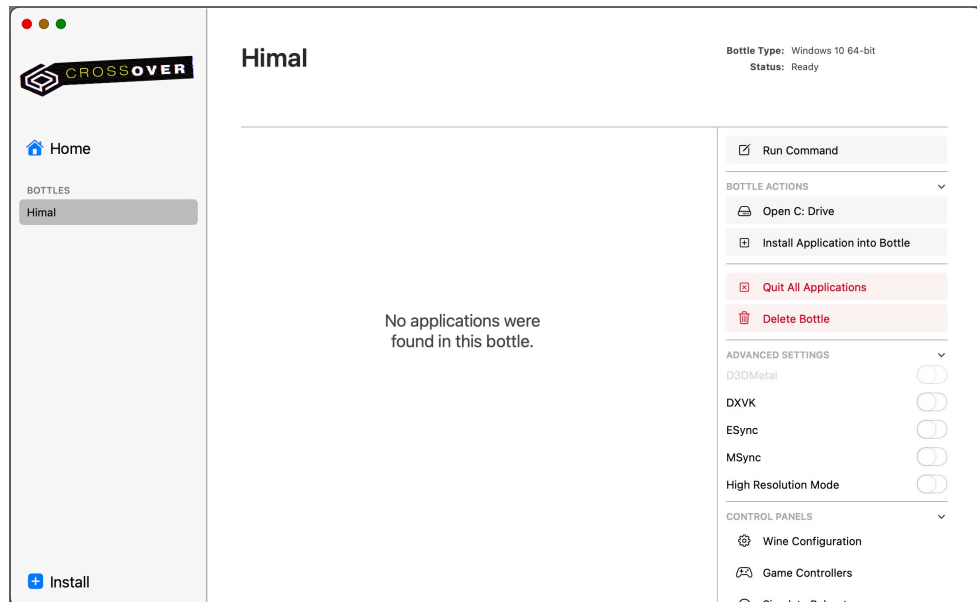 CROSSOVER
Home
BOTTLES
Himal
Install
Himal
Bottle Type: Windows 10 64-bit
Status: Ready
No applications were
found in this bottle.
Run Command
BOTTLE ACTIONS
Open C: Drive
Install Application into Bottle
Quit All Applications
Delete Bottle
ADVANCED SETTINGS
D3DMetal
DXVK
ESync
MSync
High Resolution Mode
CONTROL PANELS
Wine Configuration
Game Controllers